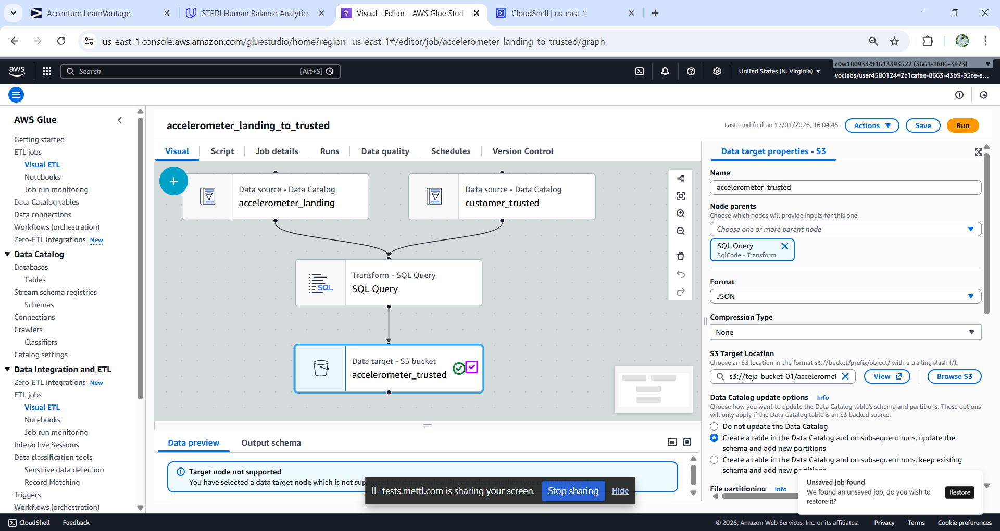 Accenture LearnVantage
STEDI Human Balance Analytics
Visual - Editor - AWS Glue Studi
CloudShell | us-east-1
us-east-1.console.aws.amazon.com/gluestudio/home?region=us-east-1#/editor/job/accelerometer_landing_to_trusted/graph
aws
Search
[Alt+S]
United States (N. Virginia)
c0w1809344t1613393522 (3661-1886-3873)
voclabs/user4580124=2c1cafee-8663-43b9-95ce-e...
AWS Glue
Getting started
ETL jobs
Visual ETL
Notebooks
Job run monitoring
Data Catalog tables
Data connections
Workflows (orchestration)
Zero-ETL integrations New
Data Catalog
Databases
Tables
Stream schema registries
Schemas
Connections
Crawlers
Classifiers
Catalog settings
Data Integration and ETL
Zero-ETL integrations New
ETL jobs
Visual ETL
Notebooks
Job run monitoring
Interactive Sessions
Data classification tools
Sensitive data detection
Record Matching
Triggers
Workflows (orchestration)
accelerometer_landing_to_trusted
Last modified on 17/01/2026, 16:04:45
Actions
Save
Run
Visual
Script
Job details
Runs
Data quality
Schedules
Version Control
Data source - Data Catalog
accelerometer_landing
Data source - Data Catalog
customer_trusted
Transform - SQL Query
SQL Query
SQL
Data target - S3 bucket
accelerometer_trusted
Data preview
Output schema
Target node not supported
You have selected a data target node which is not
tests.mettl.com is sharing your screen.
Stop sharing
Hide
Data target properties - S3
Name
accelerometer_trusted
Node parents
Choose which nodes will provide inputs for this one.
Choose one or more parent node
SQL Query
SqlCode - Transform
Format
JSON
Compression Type
None
S3 Target Location
Choose an S3 location in the format s3://bucket/prefix/object/ with a trailing slash (/).
s3://teja-bucket-01/acceleromet
View
Browse S3
Data Catalog update options
Info
Choose how you want to update the Data Catalog table's schema and partitions. These options
will only apply if the Data Catalog table is an S3 backed source.
Do not update the Data Catalog
Create a table in the Data Catalog and on subsequent runs, update the
schema and add new partitions
Create a table in the Data Catalog and on subsequent runs, keep existing
schema and add new partitions
File partitioning
Info
Unsaved job found
We found an unsaved job, do you wish to
restore it?
Restore
CloudShell
Feedback
© 2026, Amazon Web Services, Inc. or its affiliates.
Privacy
Terms
Cookie preferences